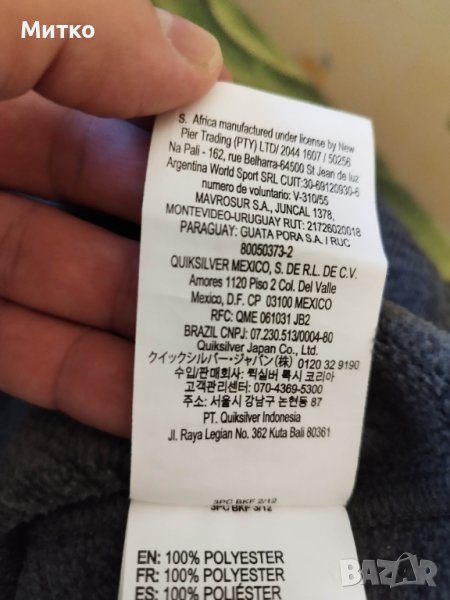 Митко
S. Africa manufactured under license by New
Pier Trading (PTY) LTD/ 2044 1607 / 50256
Na Pali - 162, rue Belharra-64500 St Jean de luz
Argentina World Sport SRL CUIT:30-69120930-6
numero de voluntario: V-310/55
MAVROSUR S.A., JUNCAL 1378,
MONTEVIDEO-URUGUAY RUT: 21726020018
PARAGUAY: GUATA PORA S.A. / RUC
80050373-2
QUIKSILVER MEXICO, S. DE R.L. DE C.V.
Amores 1120 Piso 2 Col. Del Valle
Mexico, D.F. CP 03100 MEXICO
RFC: QME 061031 JB2
BRAZIL CNPJ: 07.230.513/0004-80
Quiksilver Japan Co., Ltd.
クイックシルバー・ジャパン(株) 0120 32 9190
수입/판매회사: 퀵실버 록시 코리아
고객관리센터: 070-4369-5300
주소: 서울시 강남구 논현동 87
PT. Quiksilver Indonesia
Jl. Raya Legian No. 362 Kuta Bali 80361
3PC BKF 2/12
3PC BKF 3/12
EN: 100% POLYESTER
FR: 100% POLYESTER
ES: 100% POLIÉSTER
BAZAR